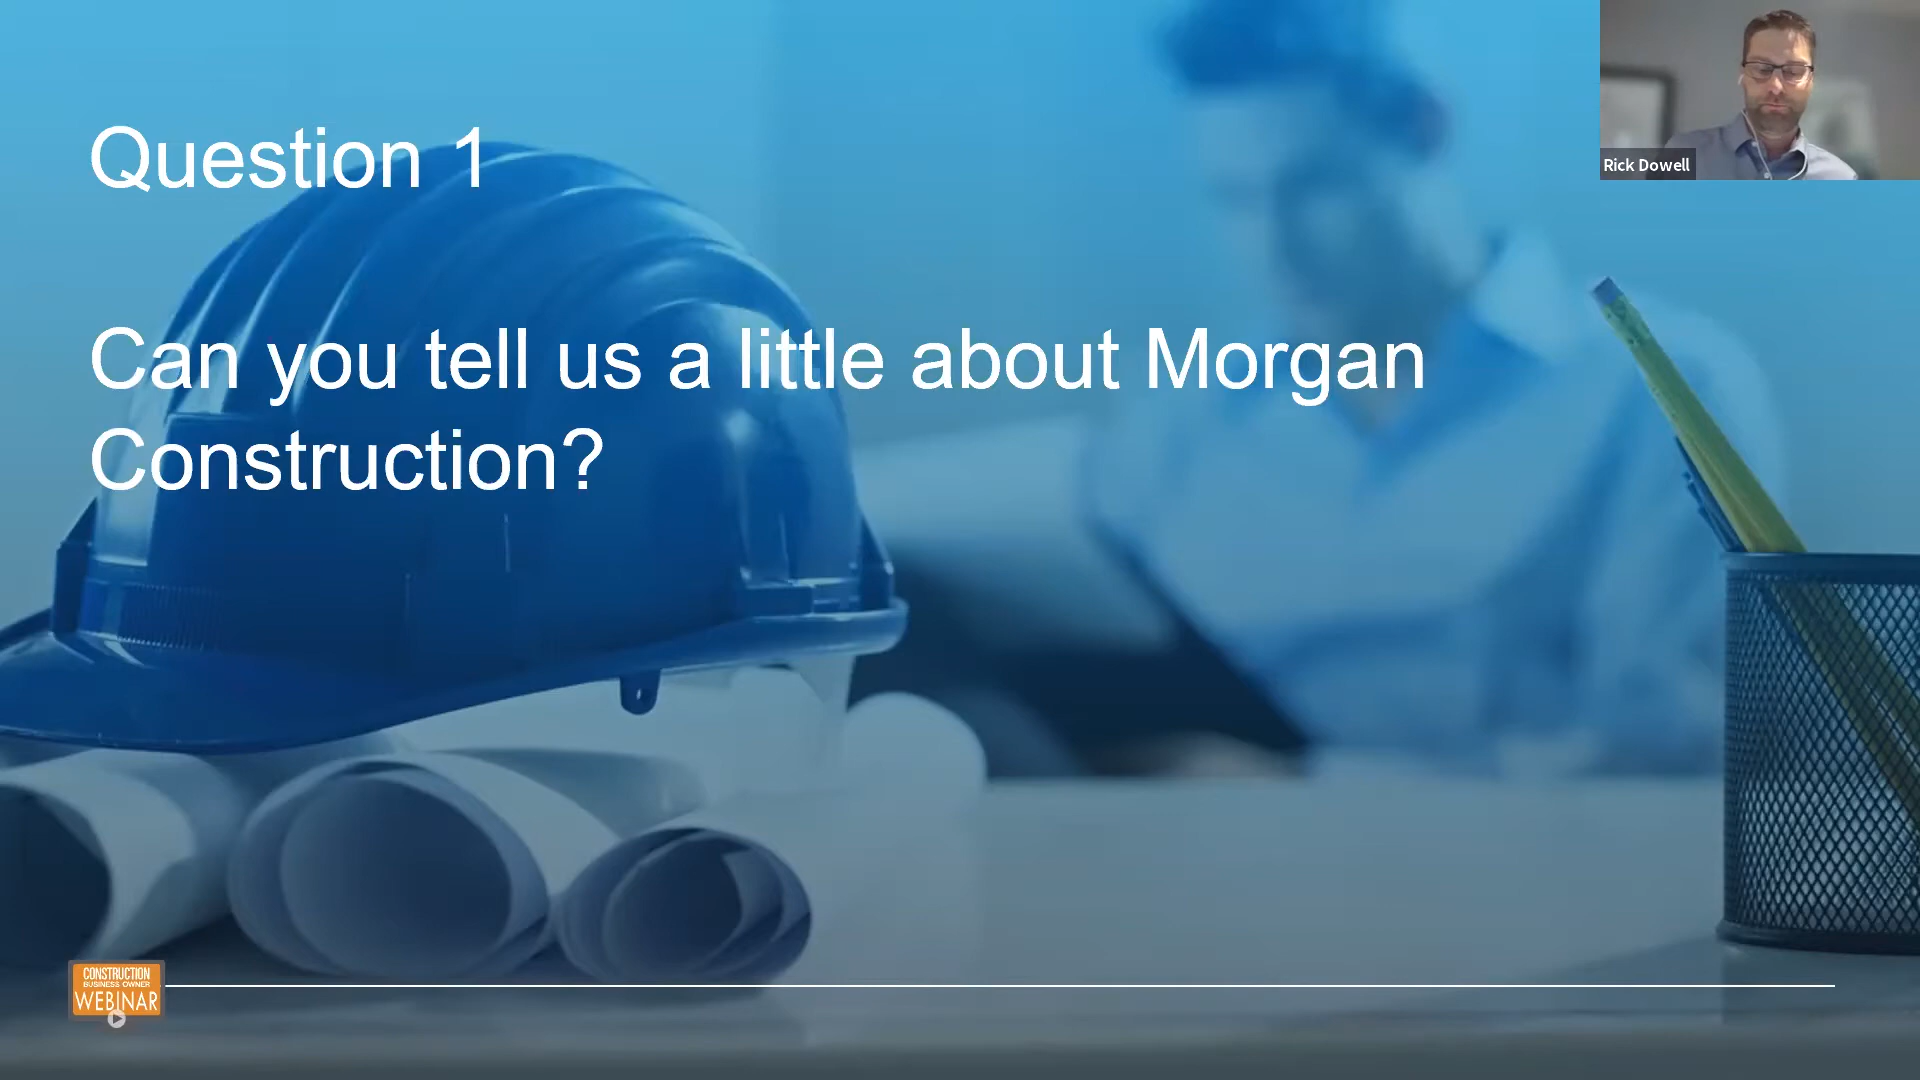 Question 1
Rick Dowell
Can you tell us a little about Morgan
Construction?
CONSTRUCTION
BUSINESS OWNER
WEBINAR